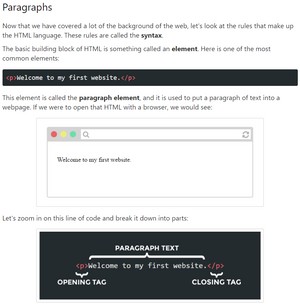 Paragraphs
Now that we have covered a lot of the background of the web, let's look at the rules that make up
the HTML language. These rules are called the syntax.
The basic building block of HTML is something called an element. Here is one of the most
common elements:
<p>Welcome to my first website.</p>
This element is called the paragraph element, and it is used to put a paragraph of text into a
webpage. If we were to open that HTML with a browser, we would see:
Welcome to my first website.
Let's zoom in on this line of code and break it down into parts:
PARAGRAPH TEXT
<p>Welcome to my first website.</p>
OPENING TAG CLOSING TAG